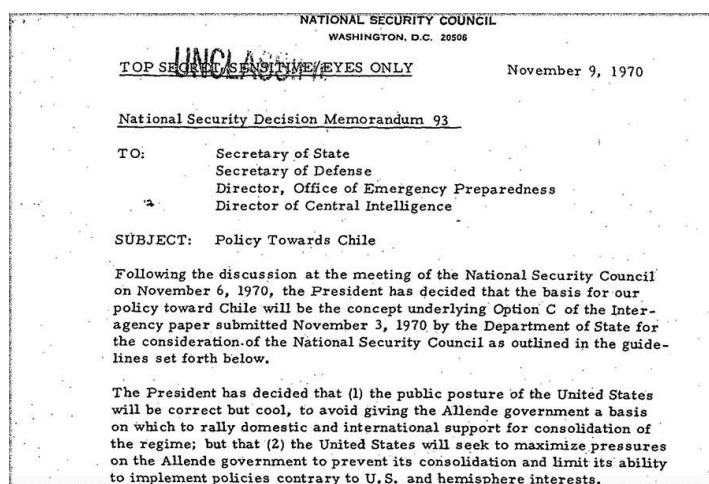 NATIONAL SECURITY COUNCIL
WASHINGTON, D.C. 20506
UNCLASSIFIED
TOP SECRET/SENSITIVE/EYES ONLY November 9, 1970
National Security Decision Memorandum 93
TO: Secretary of State
Secretary of Defense
Director, Office of Emergency Preparedness
Director of Central Intelligence
SUBJECT: Policy Towards Chile
Following the discussion at the meeting of the National Security Council
on November 6, 1970, the President has decided that the basis for our
policy toward Chile will be the concept underlying Option C of the Inter-
agency paper submitted November 3, 1970 by the Department of State for
the consideration of the National Security Council as outlined in the guide-
lines set forth below.
The President has decided that (1) the public posture of the United States
will be correct but cool, to avoid giving the Allende government a basis
on which to rally domestic and international support for consolidation of
the regime; but that (2) the United States will seek to maximize pressures
on the Allende government to prevent its consolidation and limit its ability
to implement policies contrary to U.S. and hemisphere interests.